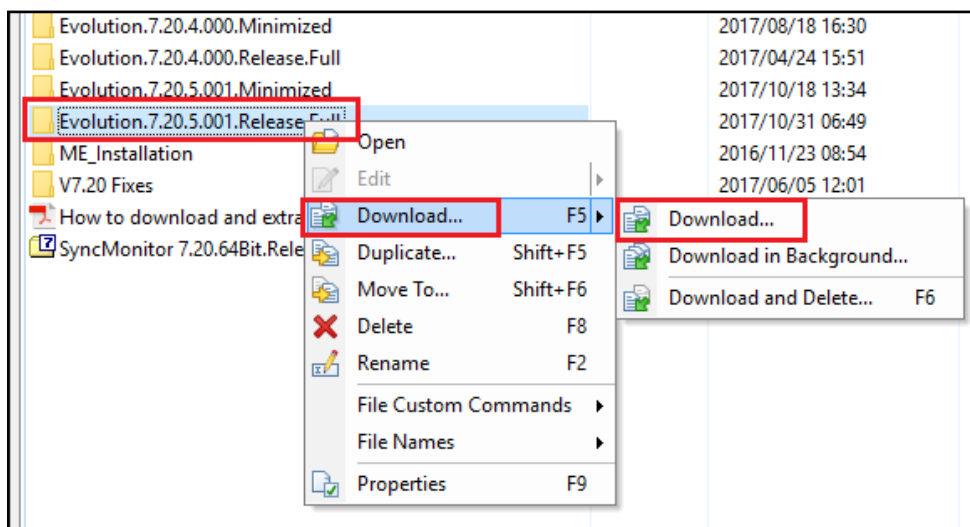 Evolution.7.20.4.000.Minimized 2017/08/18 16:30
Evolution.7.20.4.000.Release.Full 2017/04/24 15:51
Evolution.7.20.5.001.Minimized 2017/10/18 13:34
Evolution.7.20.5.001.Release.Full 2017/10/31 06:49
ME_Installation 2016/11/23 08:54
V7.20 Fixes 2017/06/05 12:01
How to download and extra
SyncMonitor 7.20.64Bit.Rele
Open
Edit
Download... F5
Duplicate... Shift+F5
Move To... Shift+F6
Delete F8
Rename F2
File Custom Commands
File Names
Properties F9
Download...
Download in Background...
Download and Delete... F6